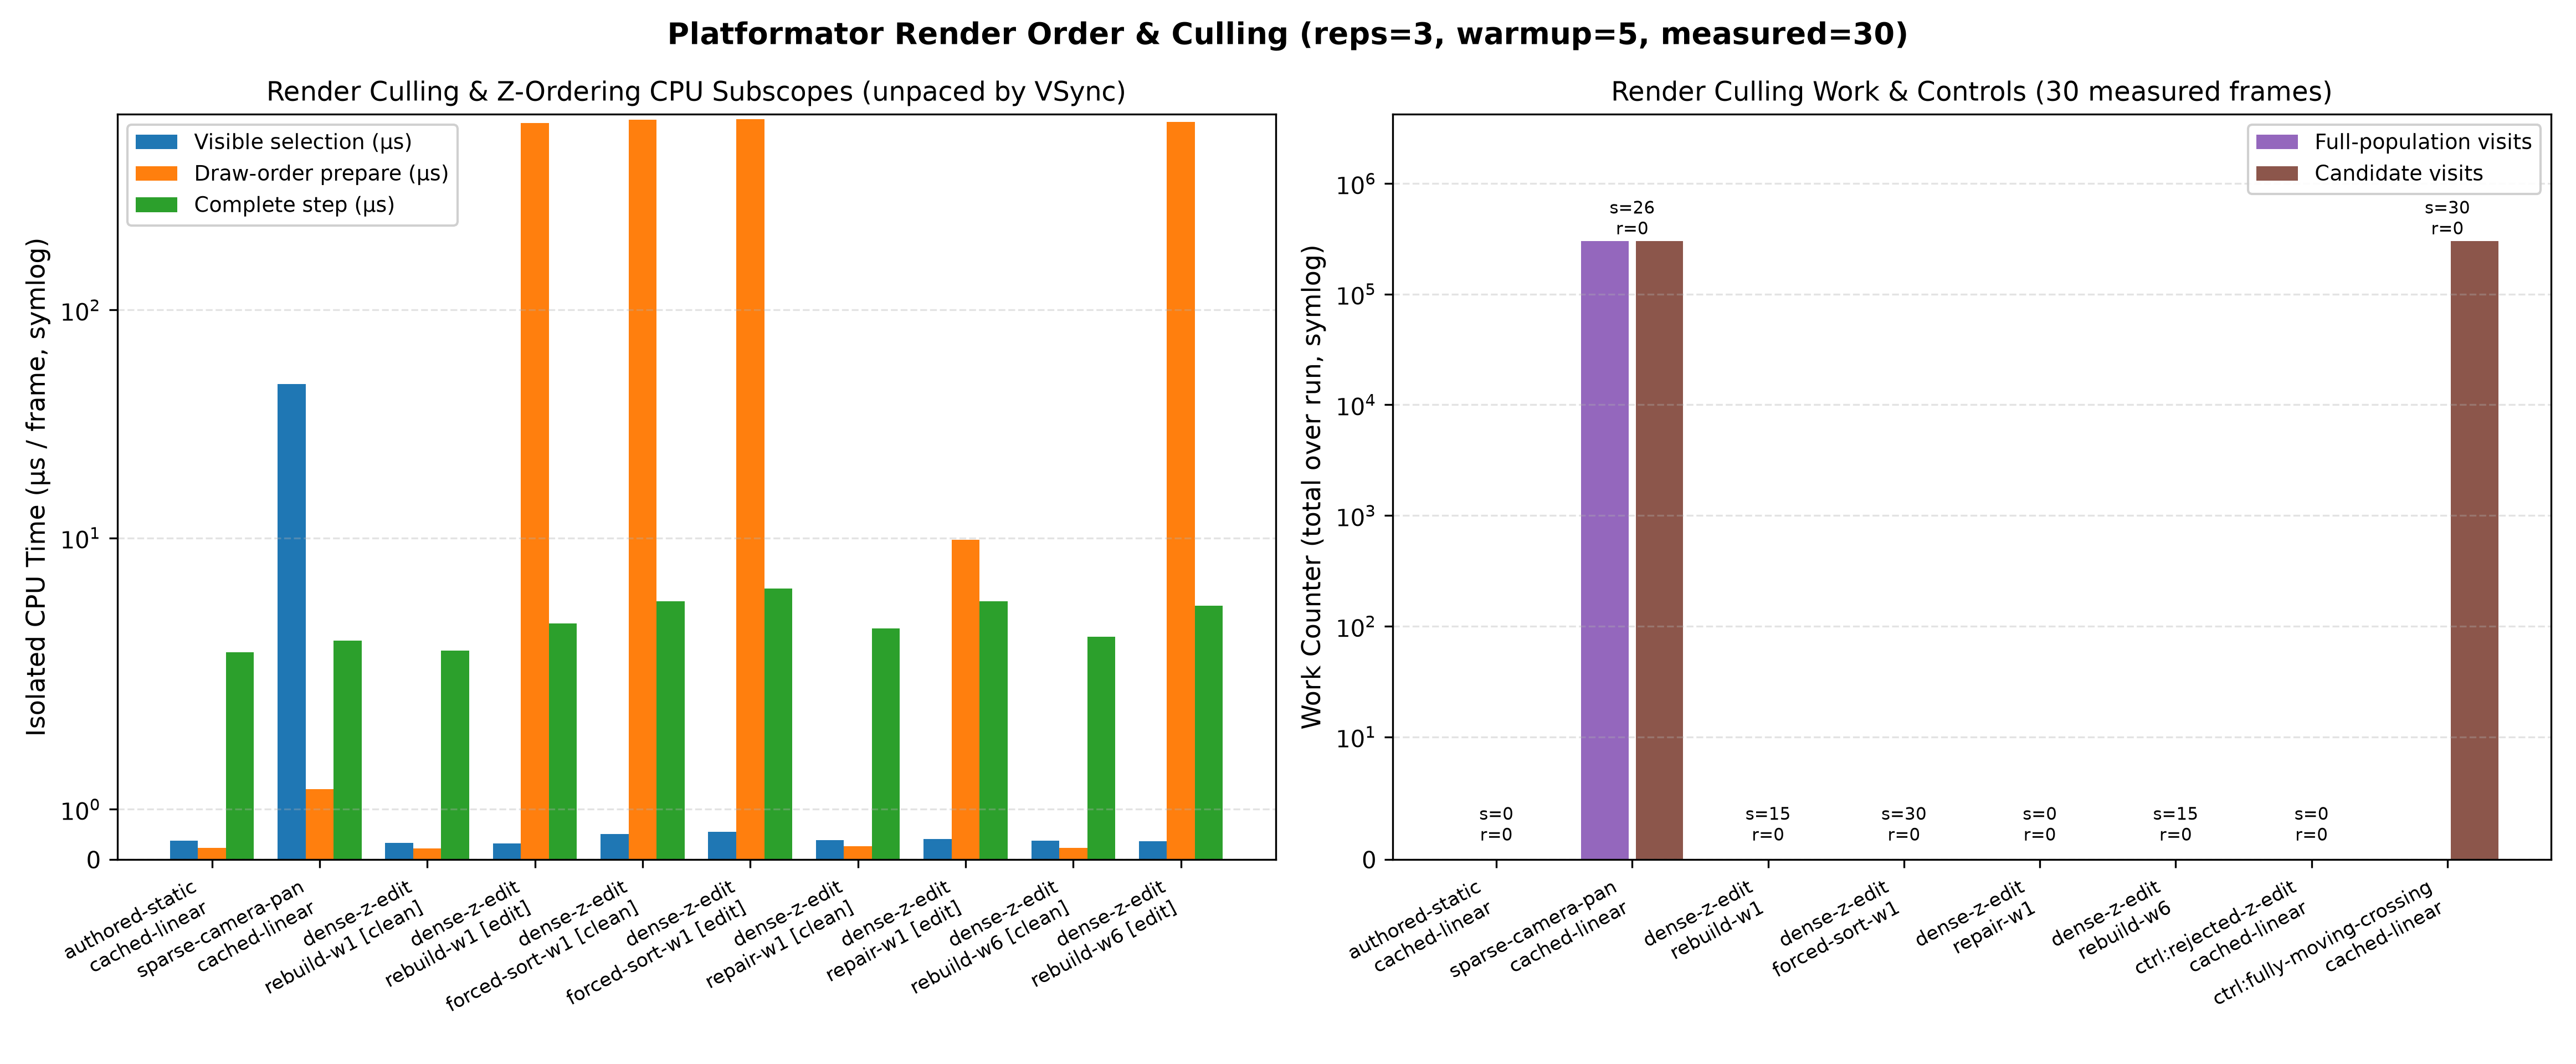 Platformator Render Order & Culling (reps=3, warmup=5, measured=30)
Render Culling & Z-Ordering CPU Subscopes (unpaced by VSync)
Isolated CPU Time (µs / frame, symlog)
10²
10¹
10⁰
0
Visible selection (µs)
Draw-order prepare (µs)
Complete step (µs)
authored-static
cached-linear
sparse-camera-pan
cached-linear
dense-z-edit
rebuild-w1 [clean]
dense-z-edit
rebuild-w1 [edit]
dense-z-edit
forced-sort-w1 [clean]
dense-z-edit
forced-sort-w1 [edit]
dense-z-edit
repair-w1 [clean]
dense-z-edit
repair-w1 [edit]
dense-z-edit
rebuild-w6 [clean]
dense-z-edit
rebuild-w6 [edit]
Render Culling Work & Controls (30 measured frames)
Work Counter (total over run, symlog)
10⁶
10⁵
10⁴
10³
10²
10¹
0
Full-population visits
Candidate visits
s=0
r=0
s=26
r=0
s=15
r=0
s=30
r=0
s=0
r=0
s=15
r=0
s=0
r=0
s=30
r=0
authored-static
cached-linear
sparse-camera-pan
cached-linear
dense-z-edit
rebuild-w1
dense-z-edit
forced-sort-w1
dense-z-edit
repair-w1
dense-z-edit
rebuild-w6
ctrl:rejected-z-edit
cached-linear
ctrl:fully-moving-crossing
cached-linear